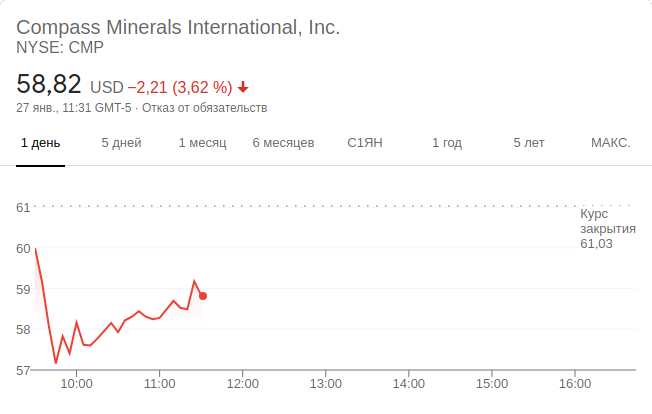 Compass Minerals International, Inc.
NYSE: CMP
58,82 USD −2,21 (3,62 %)
27 янв., 11:31 GMT-5 · Отказ от обязательств
1 день 5 дней 1 месяц 6 месяцев С1ЯН 1 год 5 лет МАКС.
61
Курс
закрытия
61,03
60
59
58
57
10:00 11:00 12:00 13:00 14:00 15:00 16:00